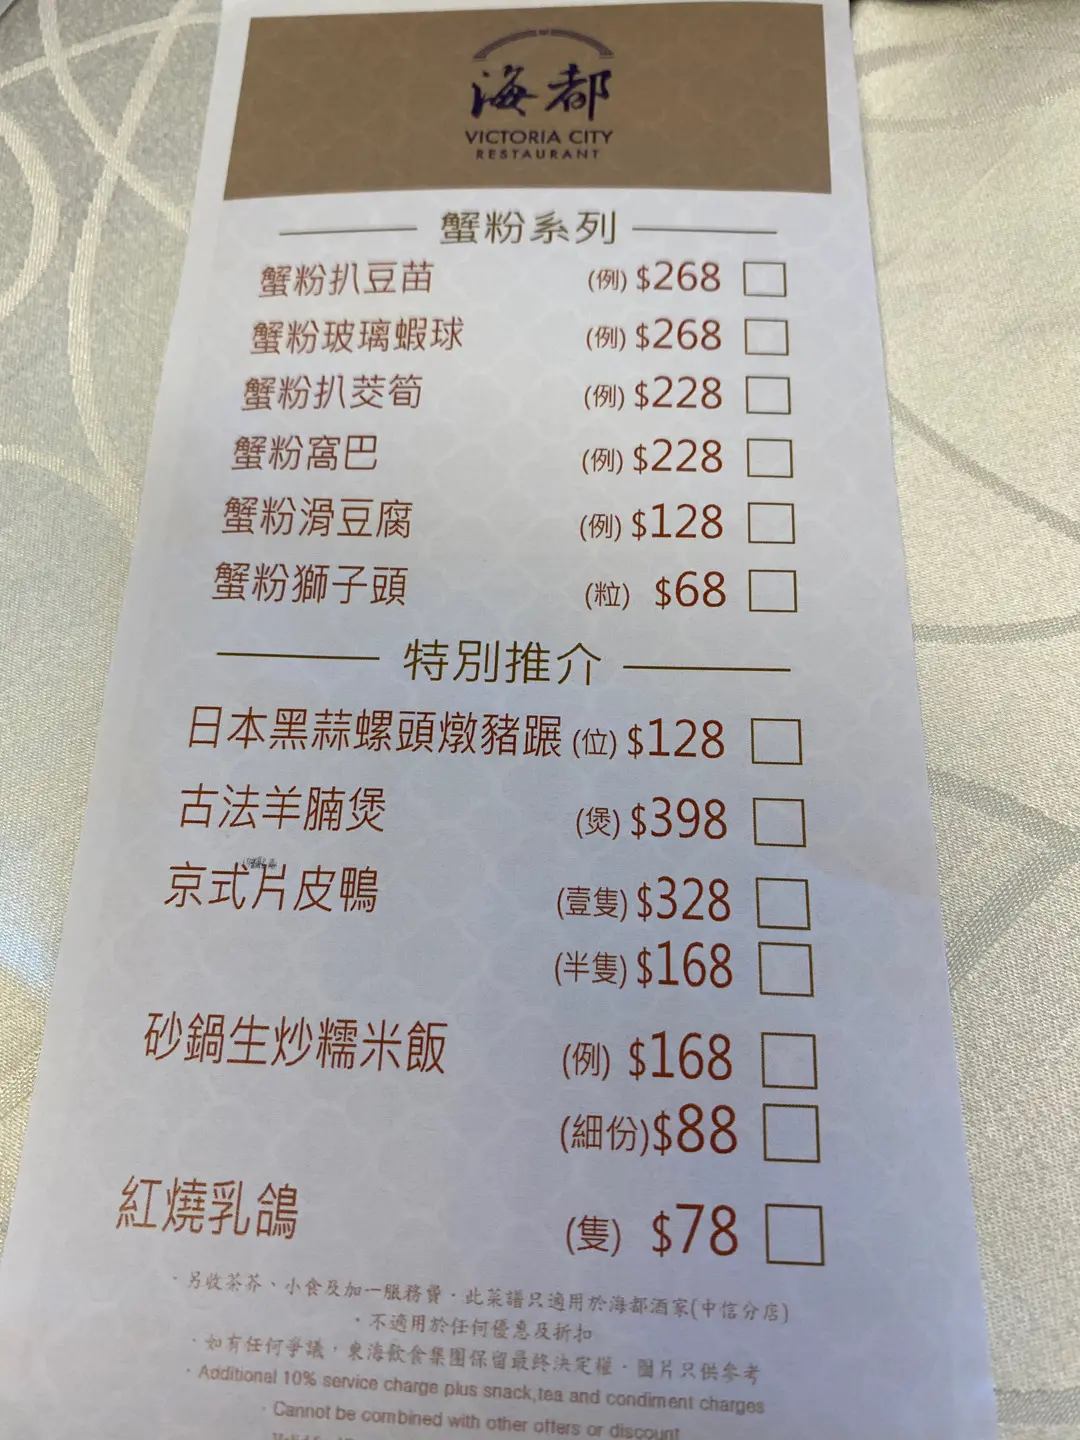 海都
VICTORIA CITY
RESTAURANT
蟹粉系列
蟹粉扒豆苗 (例) $268
蟹粉玻璃蝦球 (例) $268
蟹粉扒茭筍 (例) $228
蟹粉窩巴 (例) $228
蟹粉滑豆腐 (例) $128
蟹粉獅子頭 (粒) $68
特別推介
日本黑蒜螺頭燉豬踞 (位) $128
古法羊腩煲 (煲) $398
京式片皮鴨 (壹隻) $328
(半隻) $168
砂鍋生炒糯米飯 (例) $168
(細份) $88
紅燒乳鴿 (隻) $78
· 另收茶芥、小食及加一服務費 · 此菜譜只適用於海都酒家(中信分店)
· 不適用於任何優惠及折扣
· 如有任何爭議，東海飲食集團保留最終決定權 · 圖片只供參考
· Additional 10% service charge plus snack,tea and condiment charges
· Cannot be combined with other offers or discount